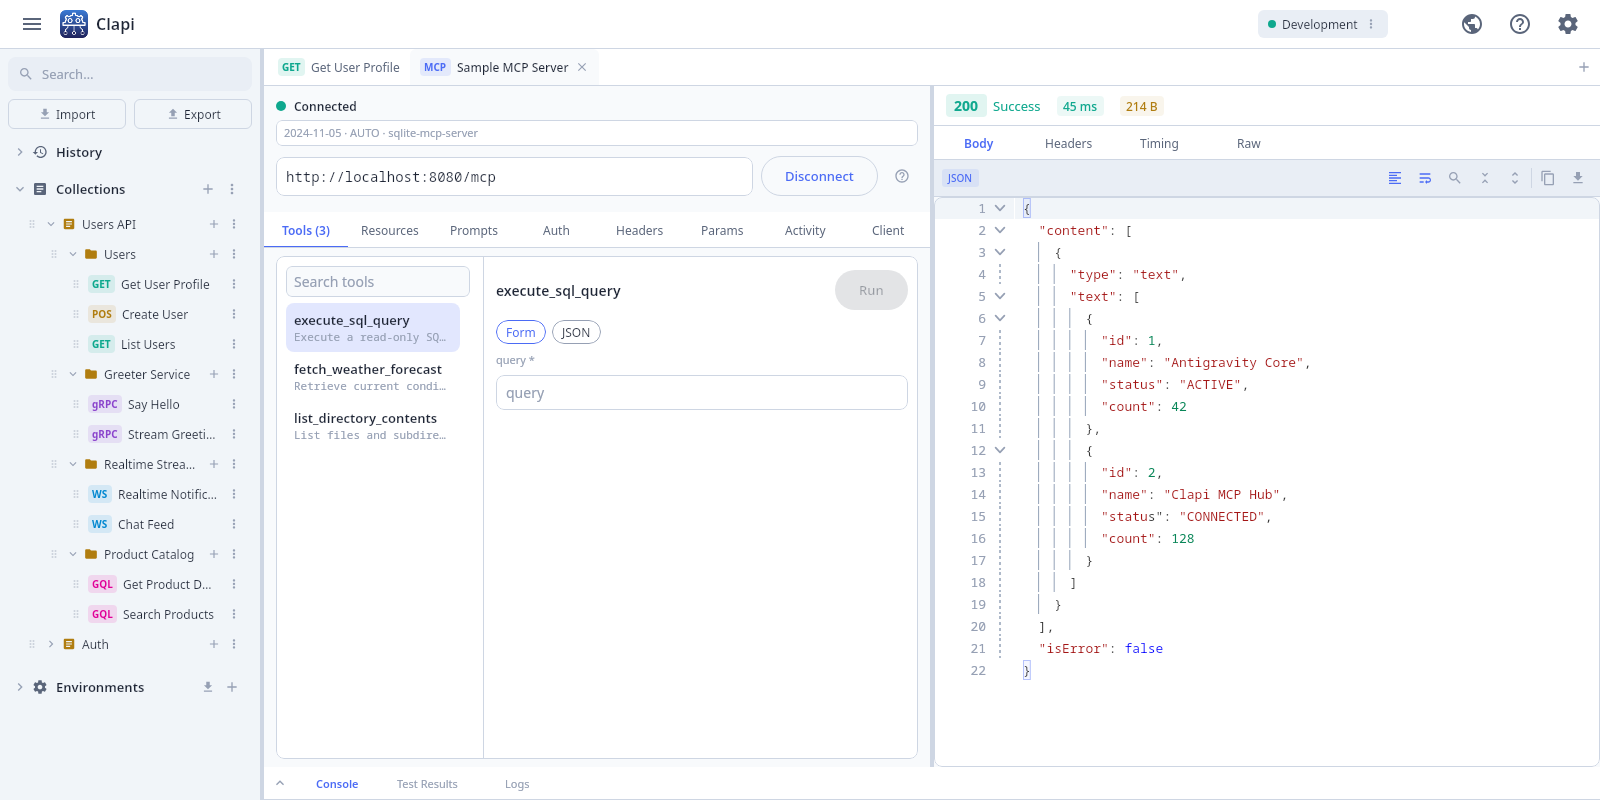 Clapi
Development
Search...
Import
Export
History
Collections
Users API
Users
GET Get User Profile
POS Create User
GET List Users
Greeter Service
gRPC Say Hello
gRPC Stream Greeti...
Realtime Strea...
WS Realtime Notific...
WS Chat Feed
Product Catalog
GQL Get Product D...
GQL Search Products
Auth
Environments
GET Get User Profile
MCP Sample MCP Server
Connected
2024-11-05 · AUTO · sqlite-mcp-server
http://localhost:8080/mcp
Disconnect
Tools (3) Resources Prompts Auth Headers Params Activity Client
Search tools
execute_sql_query
Execute a read-only SQ…
fetch_weather_forecast
Retrieve current condi…
list_directory_contents
List files and subdire…
execute_sql_query
Run
Form JSON
query *
query
Console Test Results Logs
200 Success 45 ms 214 B
Body Headers Timing Raw
JSON
1 {
2 "content": [
3 {
4 "type": "text",
5 "text": [
6 {
7 "id": 1,
8 "name": "Antigravity Core",
9 "status": "ACTIVE",
10 "count": 42
11 },
12 {
13 "id": 2,
14 "name": "Clapi MCP Hub",
15 "status": "CONNECTED",
16 "count": 128
17 }
18 ]
19 }
20 ],
21 "isError": false
22 }